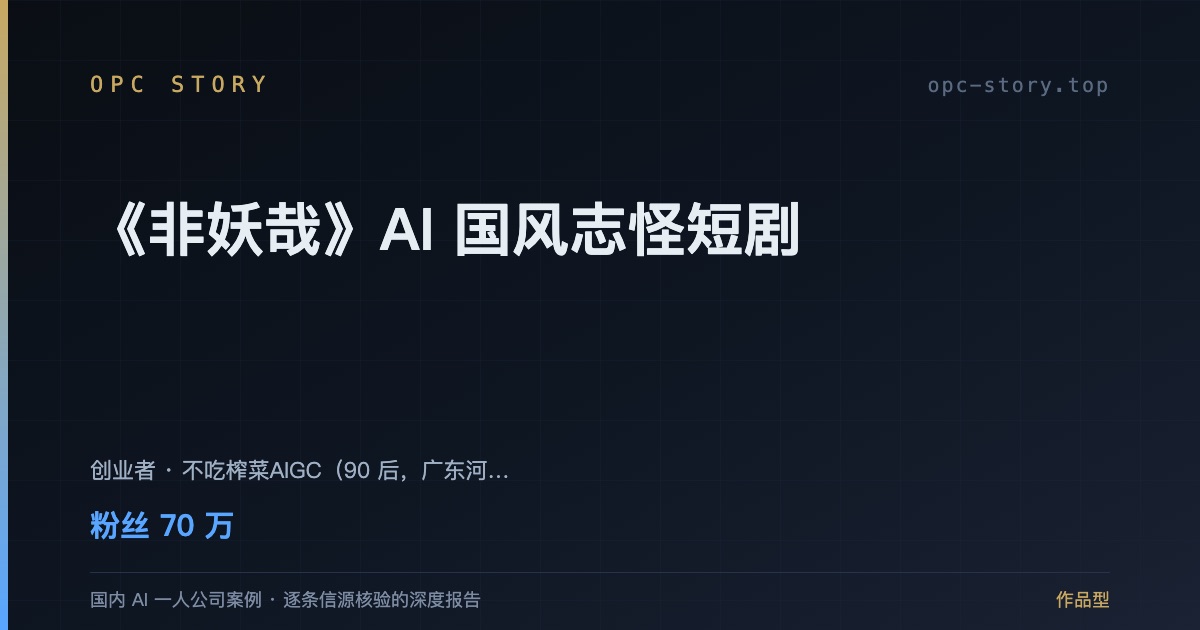 OPC STORY
opc-story.top
《非妖哉》AI 国风志怪短剧
创业者 · 不吃榨菜AIGC（90 后，广东河…
粉丝 70 万
国内 AI 一人公司案例 · 逐条信源核验的深度报告
作品型